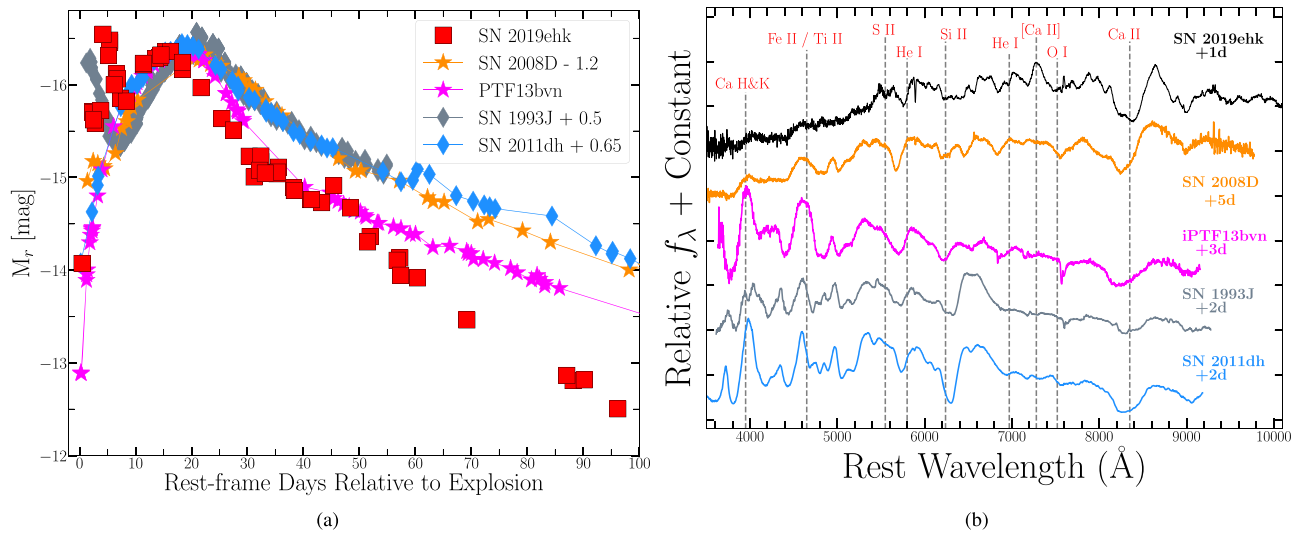 SN 2019ehk
SN 2008D - 1.2
PTF13bvn
SN 1993J + 0.5
SN 2011dh + 0.65
−16
−15
−14
−13
−12
M_r [mag]
0 10 20 30 40 50 60 70 80 90 100
Rest-frame Days Relative to Explosion
(a)
Ca H&K
Fe II / Ti II
S II
He I
Si II
He I
[Ca II]
O I
Ca II
SN 2019ehk
+1d
SN 2008D
+5d
iPTF13bvn
+3d
SN 1993J
+2d
SN 2011dh
+2d
Relative f_λ + Constant
4000 5000 6000 7000 8000 9000 10000
Rest Wavelength (Å)
(b)